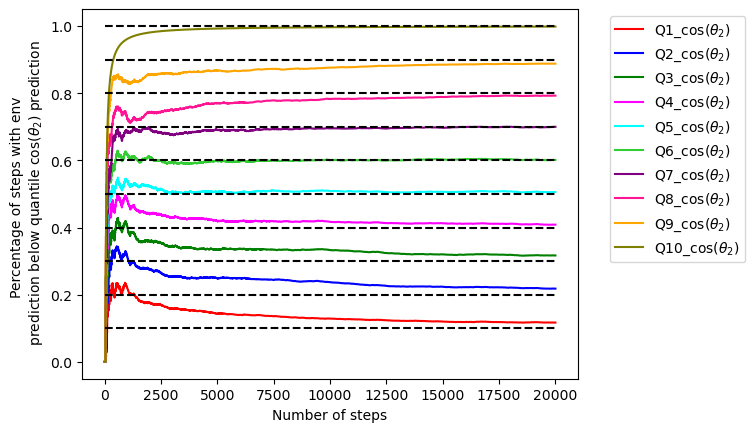 Percentage of steps with env
prediction below quantile cos(θ₂) prediction
1.0
0.8
0.6
0.4
0.2
0.0
0 2500 5000 7500 10000 12500 15000 17500 20000
Number of steps
Q1_cos(θ₂)
Q2_cos(θ₂)
Q3_cos(θ₂)
Q4_cos(θ₂)
Q5_cos(θ₂)
Q6_cos(θ₂)
Q7_cos(θ₂)
Q8_cos(θ₂)
Q9_cos(θ₂)
Q10_cos(θ₂)